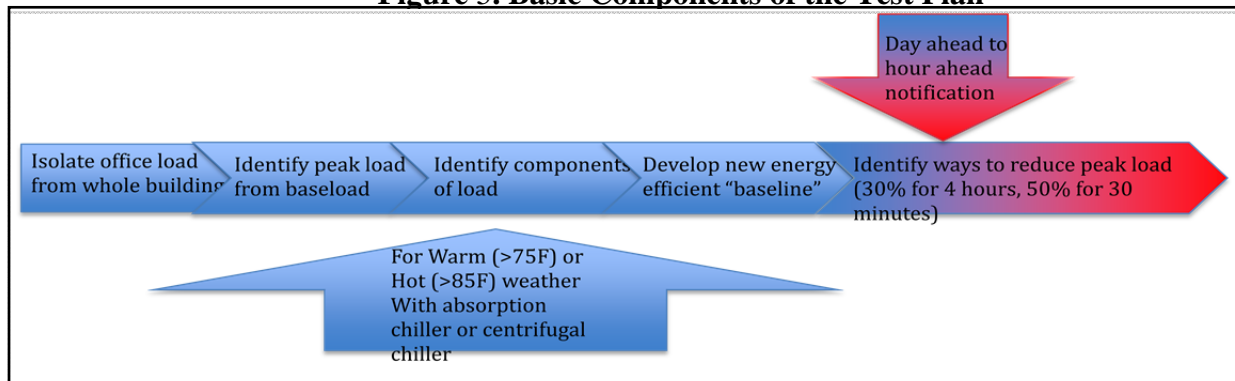 Figure 3. Basic Components of the Test Plan
Day ahead to
hour ahead
notification
Isolate office load
from whole building
Identify peak load
from baseload
Identify components
of load
Develop new energy
efficient “baseline”
Identify ways to reduce peak load
(30% for 4 hours, 50% for 30
minutes)
For Warm (>75F) or
Hot (>85F) weather
With absorption
chiller or centrifugal
chiller